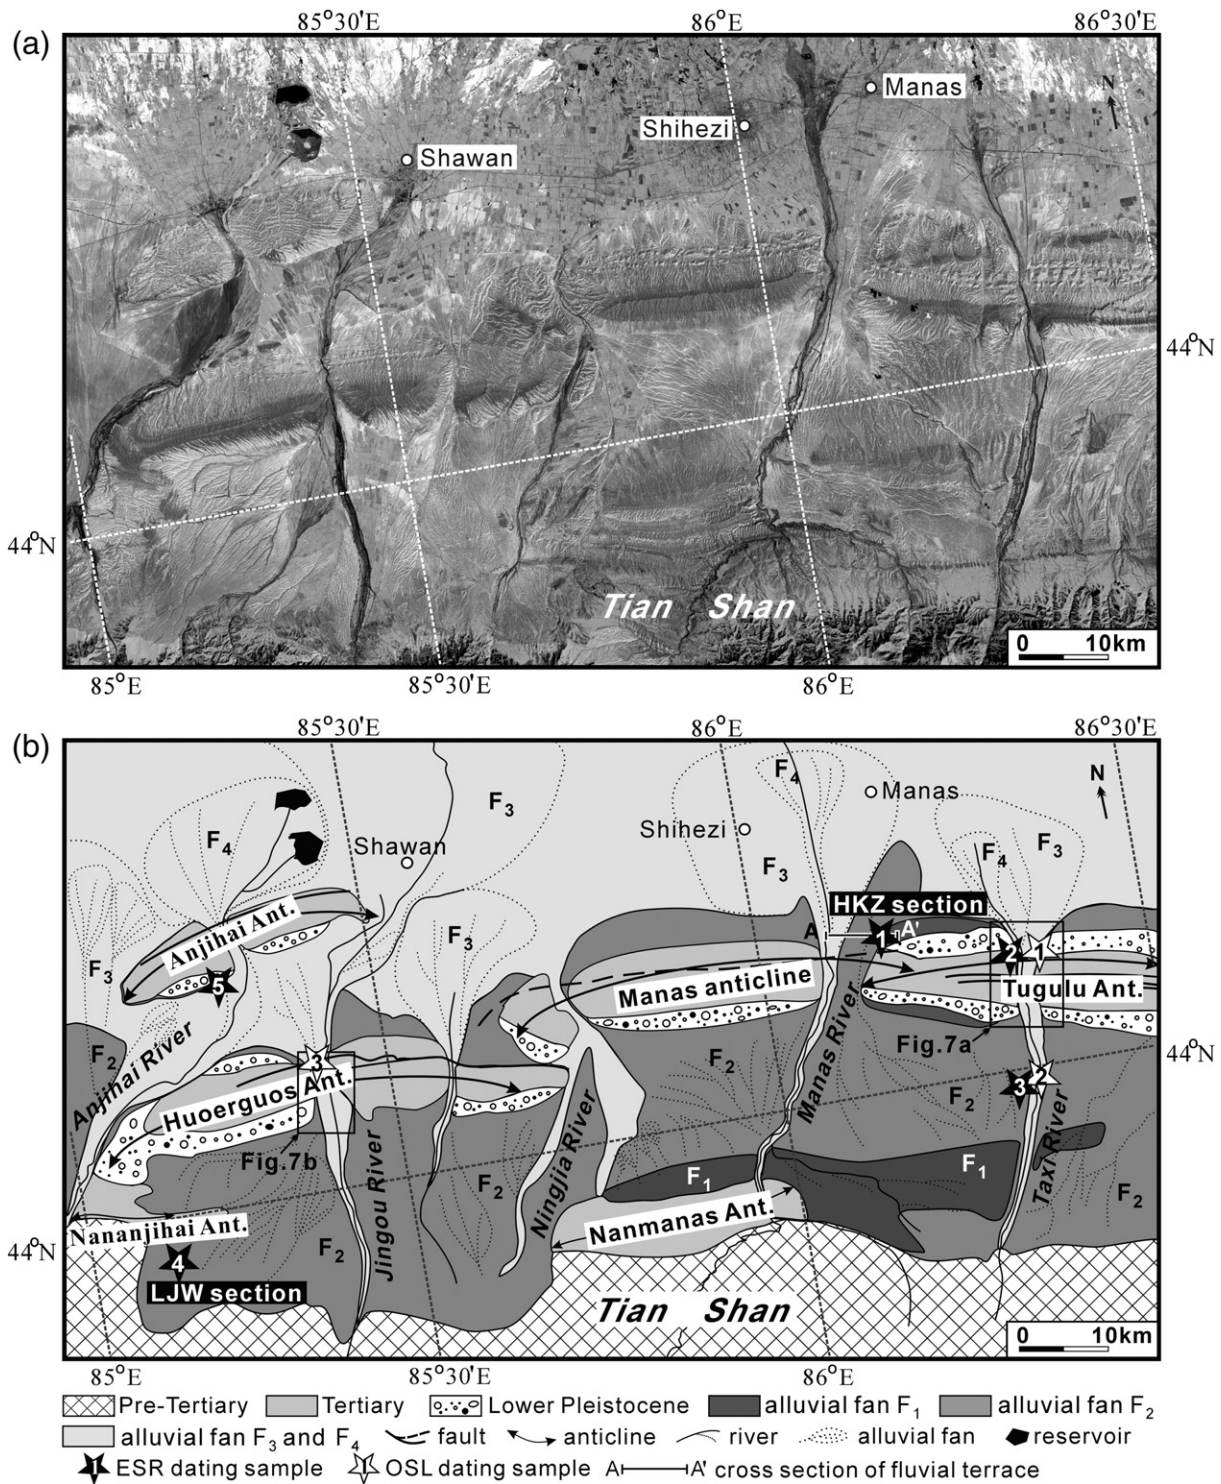 (a)
85°30'E
86°E
86°30'E
Manas
N
Shihezi
Shawan
44°N
44°N
Tian Shan
0 10km
85°E
85°30'E
86°E
(b)
85°30'E
86°E
86°30'E
F4
F3
Manas
N
Shihezi
F4
Shawan
F3
F4
F3
HKZ section
Anjihai Ant.
F3
A
1
A'
2
1
F3
5
Manas anticline
Tugulu Ant.
Anjihai River
F2
3
Manas River
Fig.7a
44°N
Huoerguos Ant.
F2
3
2
Fig.7b
Jingou River
F2
Ningjia River
F1
F1
Taxi River
F2
Nananjihai Ant.
Nanmanas Ant.
44°N
4
F2
LJW section
Tian Shan
0 10km
85°E
85°30'E
86°E
Pre-Tertiary
Tertiary
Lower Pleistocene
alluvial fan F1
alluvial fan F2
alluvial fan F3 and F4
fault
anticline
river
alluvial fan
reservoir
1 ESR dating sample
1 OSL dating sample
A A' cross section of fluvial terrace